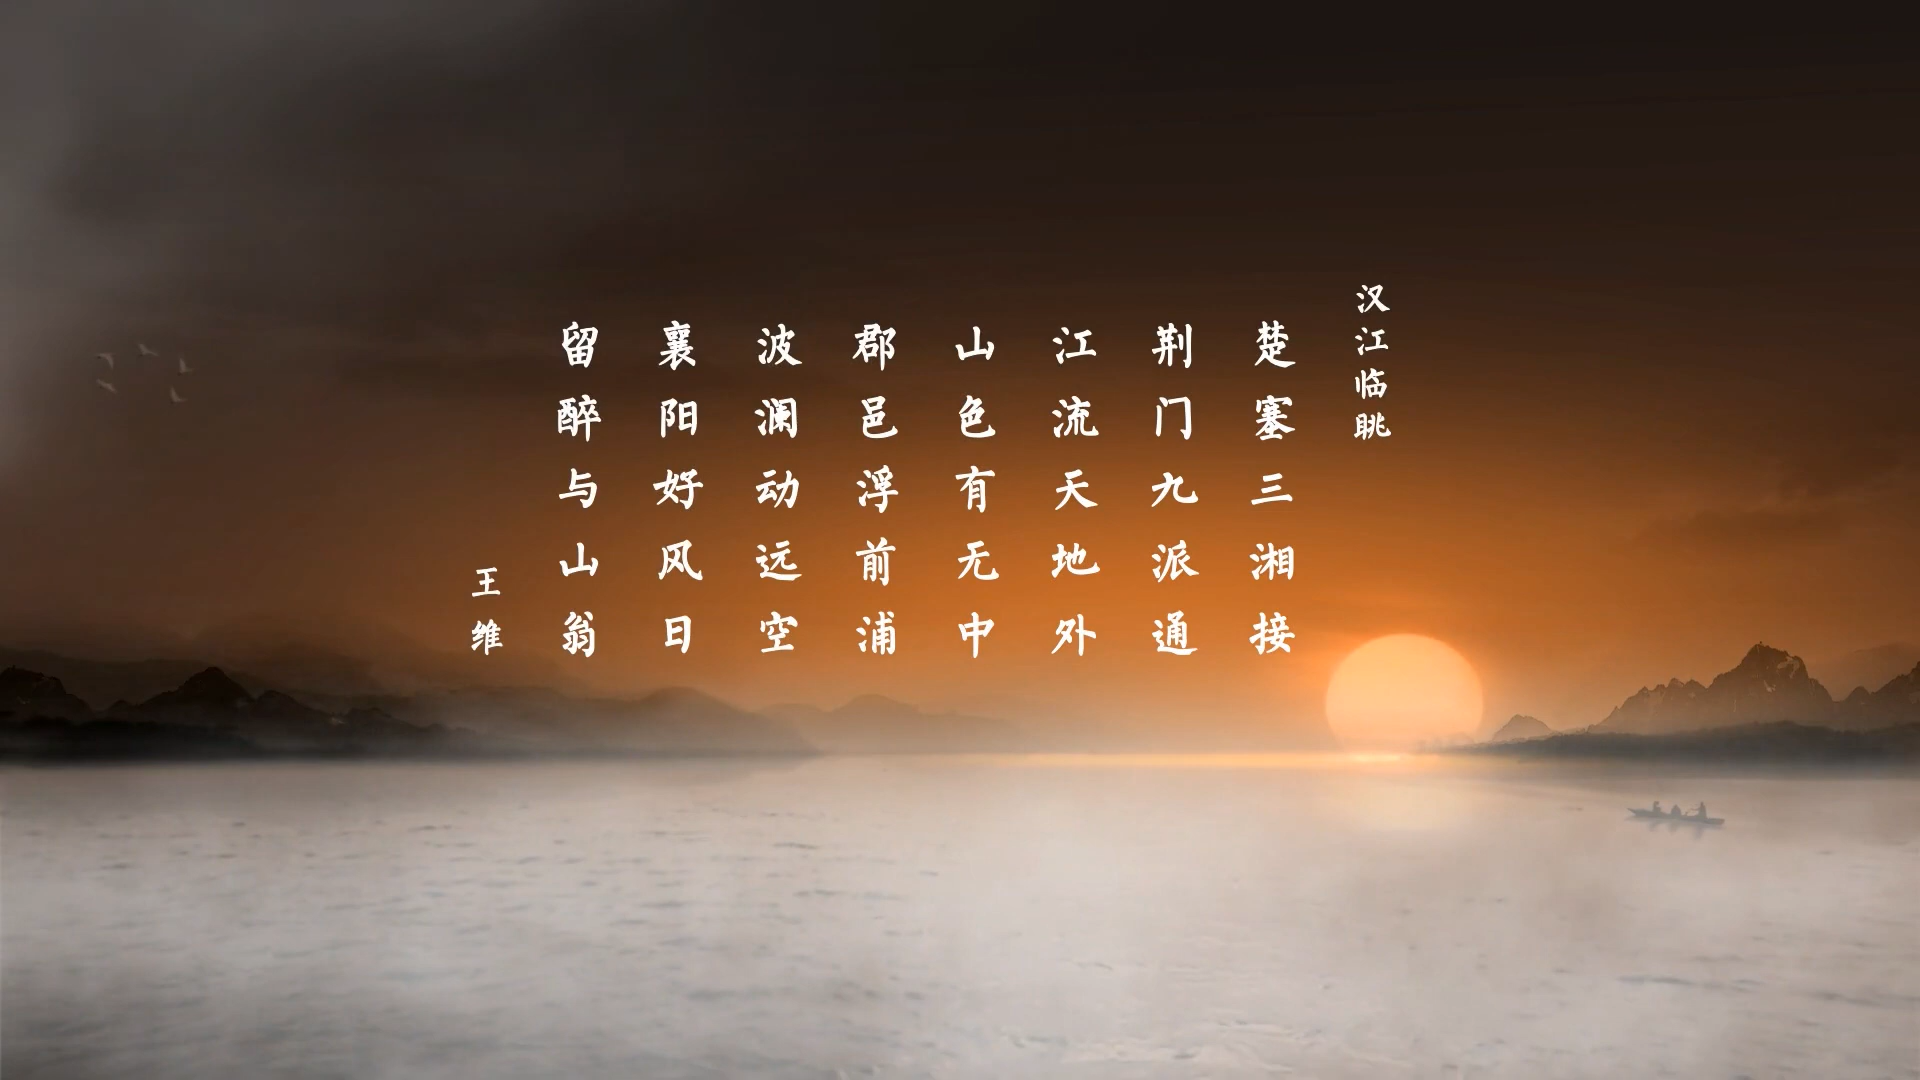 汉江临眺
楚塞三湘接
荆门九派通
江流天地外
山色有无中
郡邑浮前浦
波澜动远空
襄阳好风日
留醉与山翁
王维